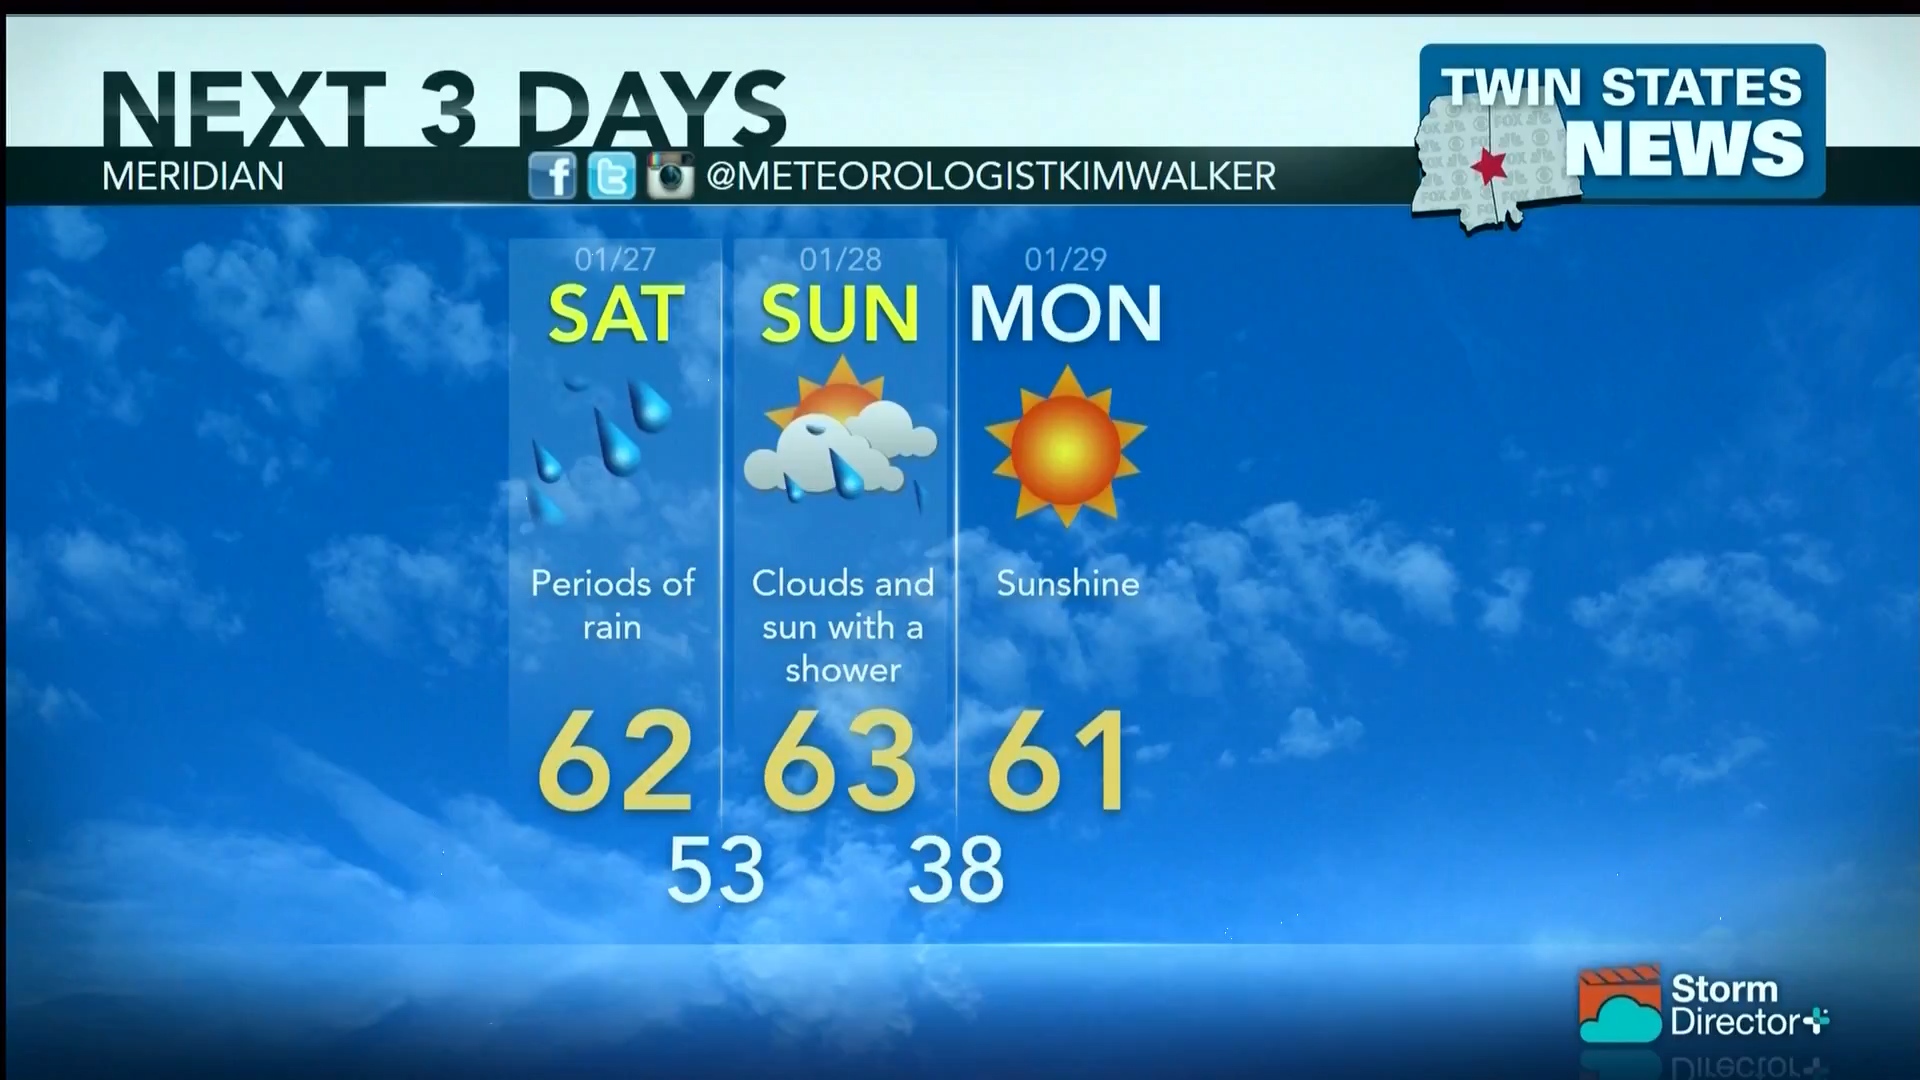 NEXT 3 DAYS
MERIDIAN
@METEOROLOGISTKIMWALKER
TWIN STATES
NEWS
01/27
SAT
Periods of
rain
62
01/28
SUN
Clouds and
sun with a
shower
63
01/29
MON
Sunshine
61
53
38
Storm
Director+